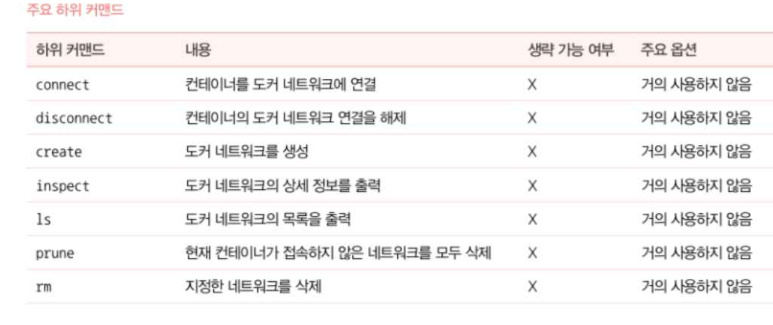 주요 하위 커맨드
하위 커맨드 내용 생략 가능 여부 주요 옵션
connect 컨테이너를 도커 네트워크에 연결 X 거의 사용하지 않음
disconnect 컨테이너의 도커 네트워크 연결을 해제 X 거의 사용하지 않음
create 도커 네트워크를 생성 X 거의 사용하지 않음
inspect 도커 네트워크의 상세 정보를 출력 X 거의 사용하지 않음
ls 도커 네트워크의 목록을 출력 X 거의 사용하지 않음
prune 현재 컨테이너가 접속하지 않은 네트워크를 모두 삭제 X 거의 사용하지 않음
rm 지정한 네트워크를 삭제 X 거의 사용하지 않음